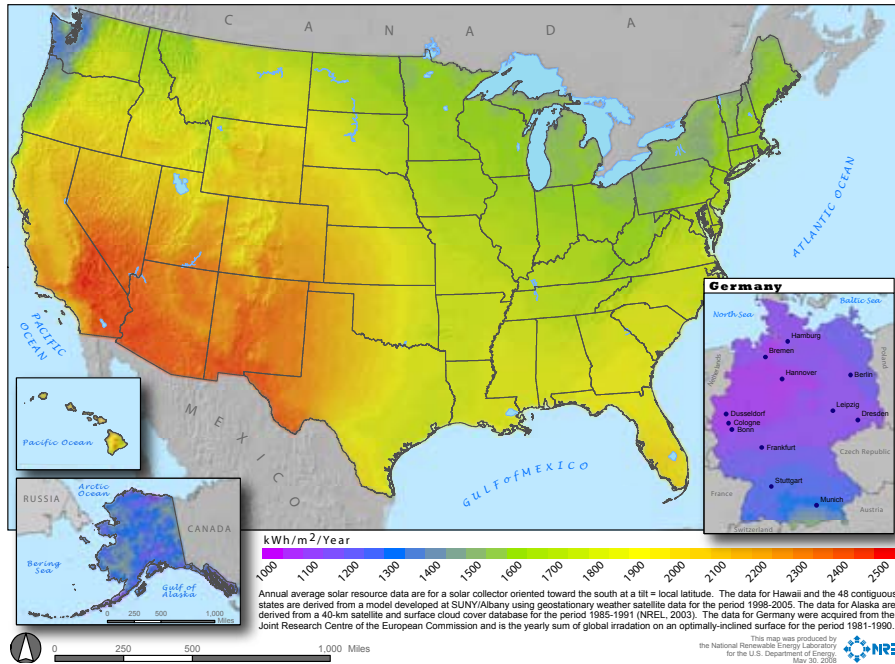 C A N A D A
ATLANTIC OCEAN
PACIFIC OCEAN
MEXICO
GULF of MEXICO
Pacific Ocean
RUSSIA
Arctic Ocean
CANADA
Bering Sea
Gulf of Alaska
0 250 500 1,000 Miles
Germany
North Sea
Baltic Sea
Hamburg
Bremen
Netherlands
Poland
Hannover
Berlin
Leipzig
Dusseldorf
Dresden
Cologne
Bonn
Frankfurt
Czech Republic
Stuttgart
France
Munsch
Austria
Switzerland
kWh/m2/Year
1000 1100 1200 1300 1400 1500 1600 1700 1800 1900 2000 2100 2200 2300 2400 2500
Annual average solar resource data are for a solar collector oriented toward the south at a tilt = local latitude. The data for Hawaii and the 48 contiguous
states are derived from a model developed at SUNY/Albany using geostationary weather satellite data for the period 1998-2005. The data for Alaska are
derived from a 40-km satellite and surface cloud cover database for the period 1985-1991 (NREL, 2003). The data for Germany were acquired from the
Joint Research Centre of the European Commission and is the yearly sum of global irradation on an optimally-inclined surface for the period 1981-1990.
This map was produced by
the National Renewable Energy Laboratory
for the U.S. Department of Energy.
May 30, 2008
0 250 500 1,000 Miles